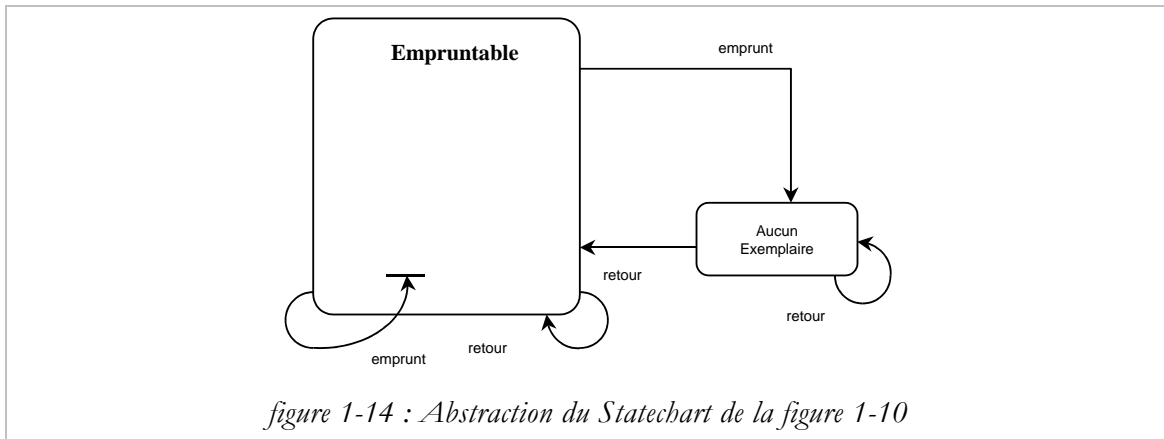 Empruntable
emprunt
Aucun
Exemplaire
retour
retour
retour
emprunt
figure 1-14 : Abstraction du Statechart de la figure 1-10